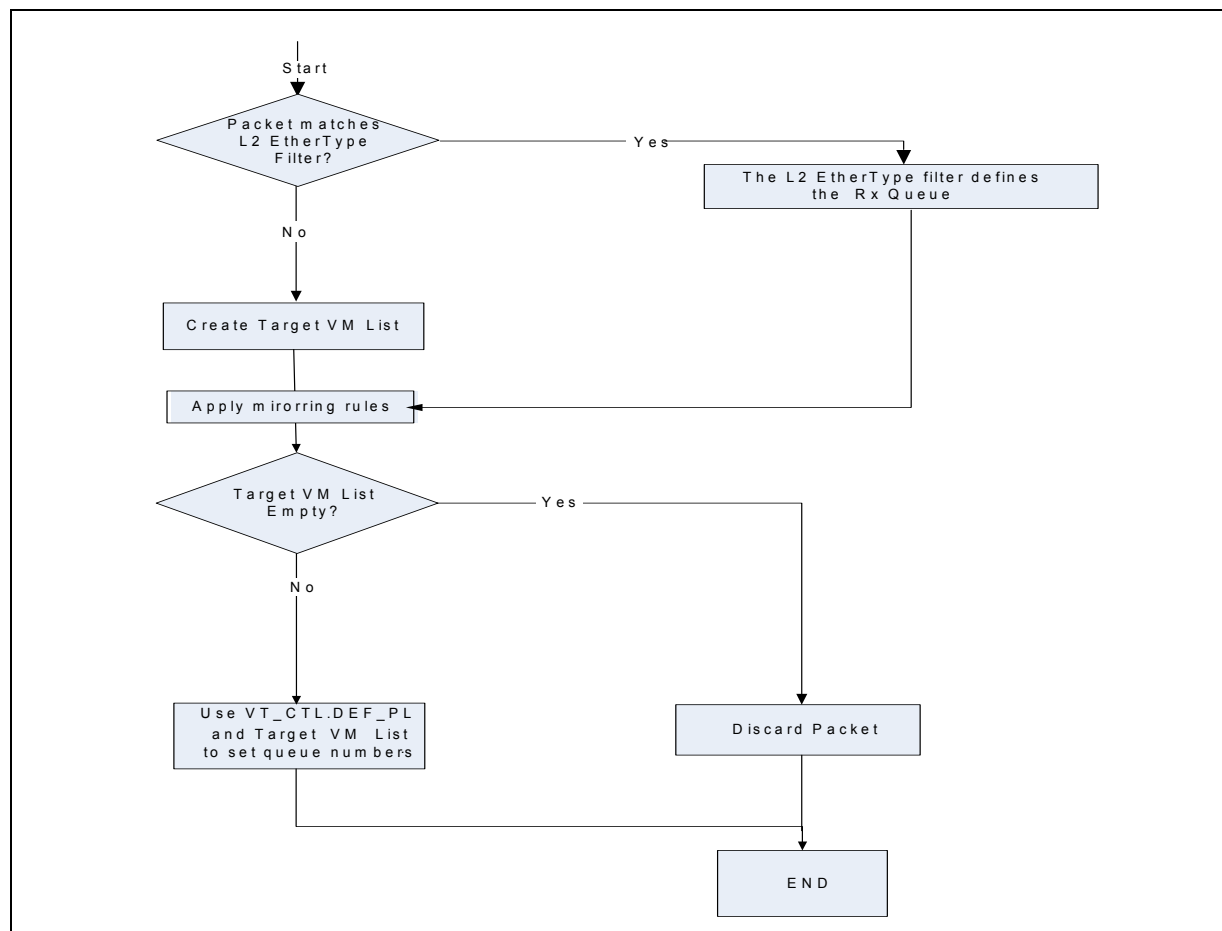 Start
Packet matches
L2 EtherType
Filter?
Yes
The L2 EtherType filter defines
the Rx Queue
No
Create Target VM List
Apply mirorring rules
Target VM List
Empty?
Yes
No
Use VT_CTL.DEF_PL
and Target VM List
to set queue numbers
Discard Packet
END